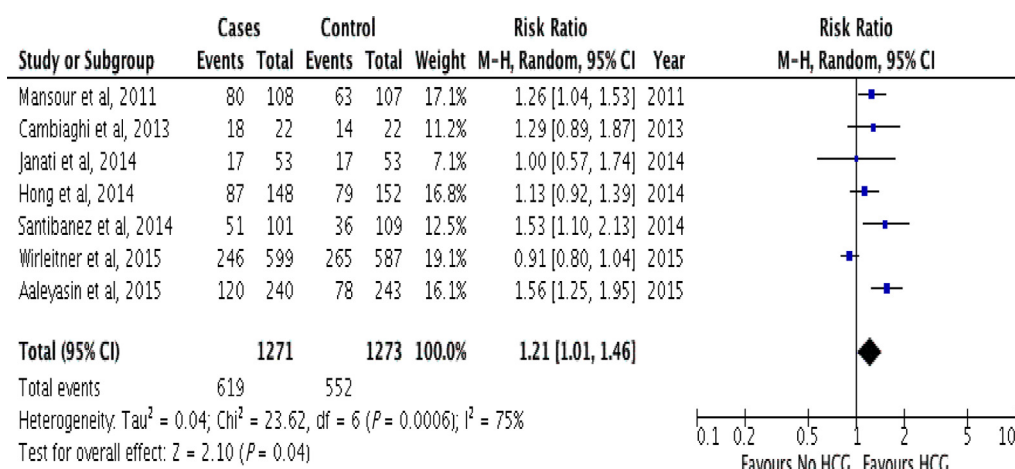 Cases Control Risk Ratio Risk Ratio
Study or Subgroup Events Total Events Total Weight M-H, Random, 95% CI Year M-H, Random, 95% CI
Mansour et al, 2011 80 108 63 107 17.1% 1.26 [1.04, 1.53] 2011
Cambiaghi et al, 2013 18 22 14 22 11.2% 1.29 [0.89, 1.87] 2013
Janati et al, 2014 17 53 17 53 7.1% 1.00 [0.57, 1.74] 2014
Hong et al, 2014 87 148 79 152 16.8% 1.13 [0.92, 1.39] 2014
Santibanez et al, 2014 51 101 36 109 12.5% 1.53 [1.10, 2.13] 2014
Wirleitner et al, 2015 246 599 265 587 19.1% 0.91 [0.80, 1.04] 2015
Aaleyasin et al, 2015 120 240 78 243 16.1% 1.56 [1.25, 1.95] 2015
Total (95% CI) 1271 1273 100.0% 1.21 [1.01, 1.46]
Total events 619 552
Heterogeneity: Tau² = 0.04; Chi² = 23.62, df = 6 (P = 0.0006); I² = 75%
Test for overall effect: Z = 2.10 (P = 0.04)
0.1 0.2 0.5 1 2 5 10
Favours No HCG Favours HCG